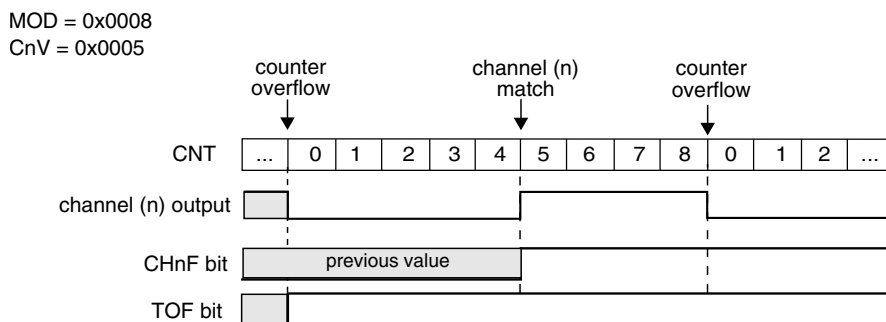 MOD = 0x0008
CnV = 0x0005
counter overflow
channel (n) match
counter overflow
CNT ... 0 1 2 3 4 5 6 7 8 0 1 2 ...
channel (n) output
CHnF bit previous value
TOF bit